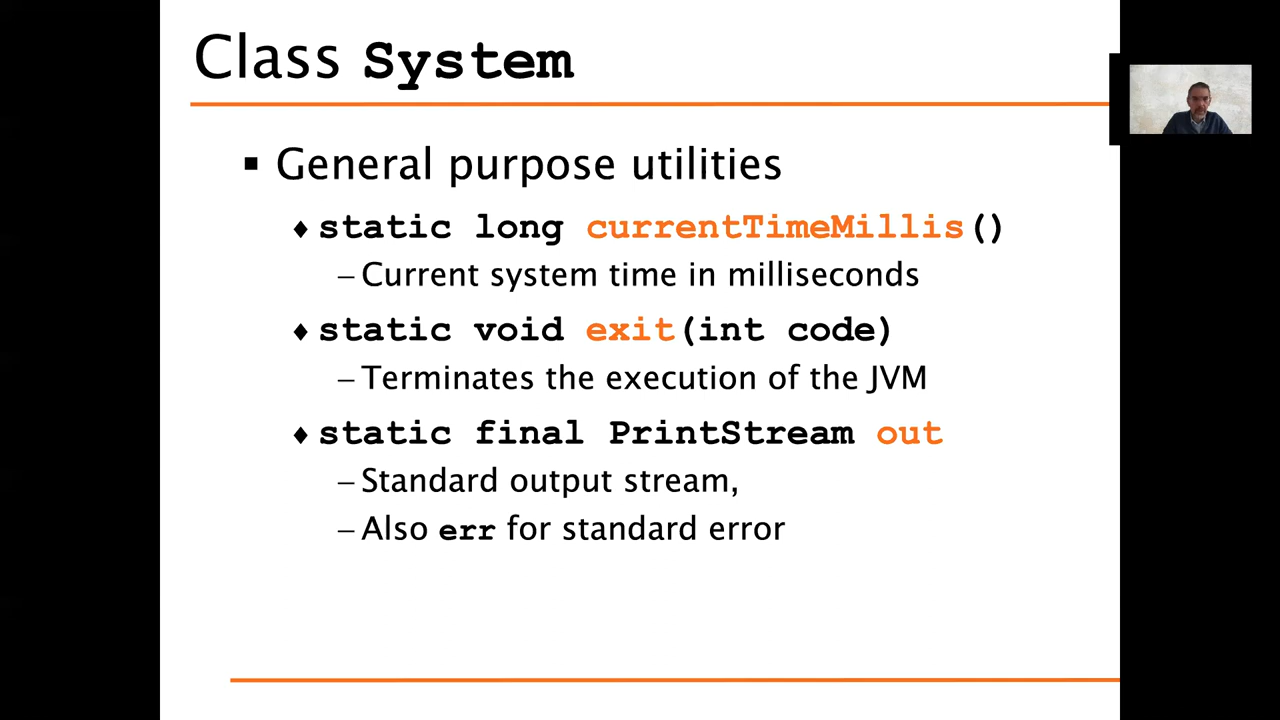 Class System
▪ General purpose utilities
♦ static long currentTimeMillis()
– Current system time in milliseconds
♦ static void exit(int code)
– Terminates the execution of the JVM
♦ static final PrintStream out
– Standard output stream,
– Also err for standard error